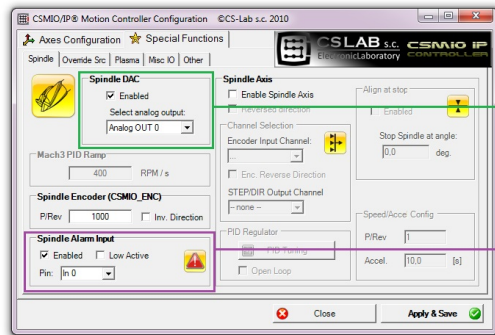 CSMIO/IP® Motion Controller Configuration ©CS-Lab s.c. 2010
Axes Configuration Special Functions
CSLAB s.c.
ElectronicLaboratory
CSMIO IP
CONTROLLER
Spindle Override Src Plasma Misc IO Other
Spindle DAC
Enabled
Select analog output:
Analog OUT 0
Mach3 PID Ramp
400 RPM / s
Spindle Encoder (CSMIO_ENC)
P/Rev 1000 Inv. Direction
Spindle Alarm Input
Enabled Low Active
Pin: In 0
Spindle Axis
Enable Spindle Axis
Reversed direction
Channel Selection
Encoder Input Channel:
Enc. Reverse Direction
STEP/DIR Output Channel
-- none --
PID Regulator
PID Tuning
Open Loop
Align at stop
Enabled
Stop Spindle at angle:
0,0 deg.
Speed/Acce Config
P/Rev 1
Accel. 10,0 [s]
Close Apply & Save